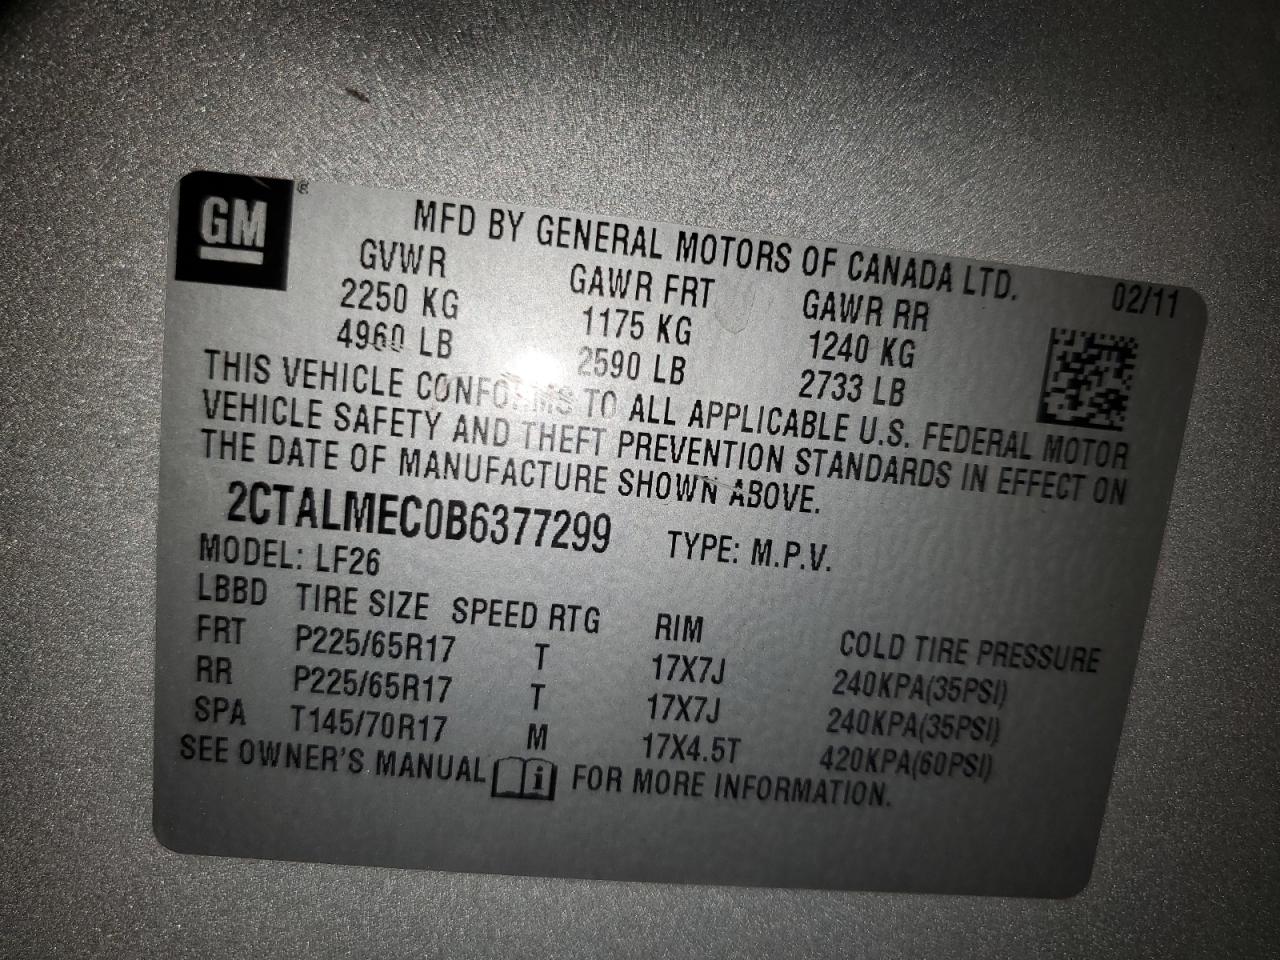 GM ®
MFD BY GENERAL MOTORS OF CANADA LTD. 02/11
GVWR GAWR FRT GAWR RR
2250 KG 1175 KG 1240 KG
4960 LB 2590 LB 2733 LB
THIS VEHICLE CONFORMS TO ALL APPLICABLE U.S. FEDERAL MOTOR
VEHICLE SAFETY AND THEFT PREVENTION STANDARDS IN EFFECT ON
THE DATE OF MANUFACTURE SHOWN ABOVE.
2CTALMEC0B6377299 TYPE: M.P.V.
MODEL: LF26
LBBD TIRE SIZE SPEED RTG RIM COLD TIRE PRESSURE
FRT P225/65R17 T 17X7J 240KPA(35PSI)
RR P225/65R17 T 17X7J 240KPA(35PSI)
SPA T145/70R17 M 17X4.5T 420KPA(60PSI)
SEE OWNER'S MANUAL i FOR MORE INFORMATION.